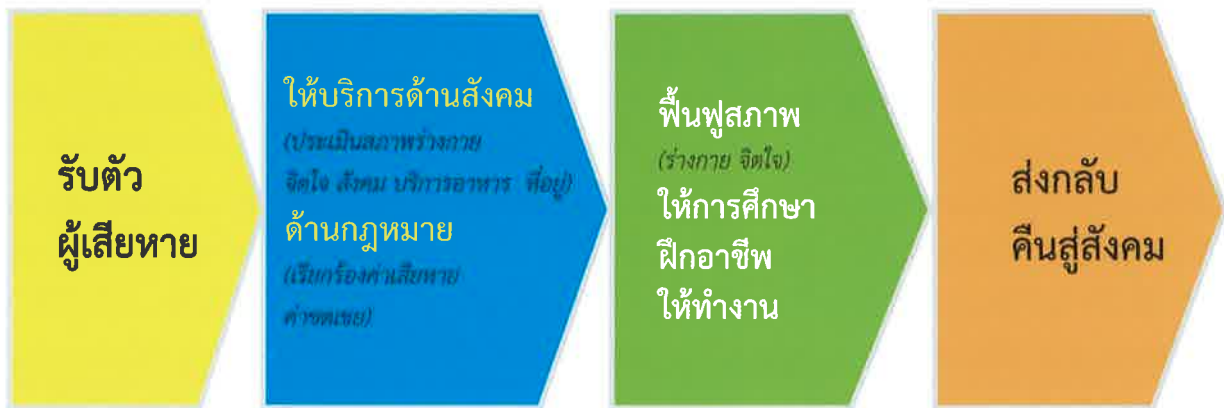 รับตัว
ผู้เสียหาย
ให้บริการด้านสังคม
(ประเมินสภาพร่างกาย
จิตใจ สังคม บริการอาหาร ที่อยู่)
ด้านกฎหมาย
(เรียกร้องค่าเสียหาย
ค่าชดเชย)
ฟื้นฟูสภาพ
(ร่างกาย จิตใจ)
ให้การศึกษา
ฝึกอาชีพ
ให้ทำงาน
ส่งกลับ
คืนสู่สังคม